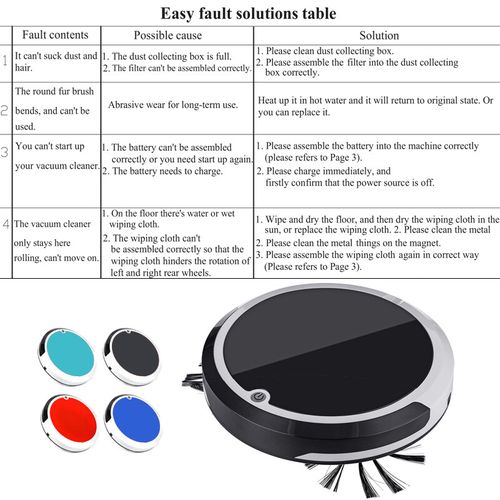 Easy fault solutions table
Fault contents Possible cause Solution
1 It can't suck dust and hair.
1. The dust collecting box is full.
2. The filter can't be assembled correctly.
1. Please clean dust collecting box.
2. Please assemble the filter into the dust collecting
box correctly.
2 The round fur brush
bends, and can't be
used.
Abrasive wear for long-term use.
Heat up it in hot water and it will return to original state. Or
you can replace it.
3 You can't start up
your vacuum cleaner.
1. The battery can't be assembled
correctly or you need start up again.
2. The battery needs to charge.
1. Please assemble the battery into the machine correctly
(please refers to Page 3).
2. Please charge immediately, and
firstly confirm that the power source is off.
4 The vacuum cleaner
only stays here
rolling, can't move on.
1. On the floor there's water or wet
wiping cloth.
2. The wiping cloth can't
be assembled correctly so that the
wiping cloth hinders the rotation of
left and right rear wheels.
1. Wipe and dry the floor, and then dry the wiping cloth in the
sun, or replace the wiping cloth. 2. Please clean the metal
2. Please clean the metal things on the magnet.
3. Please assemble the wiping cloth again in correct way
(Please refers to Page 3).